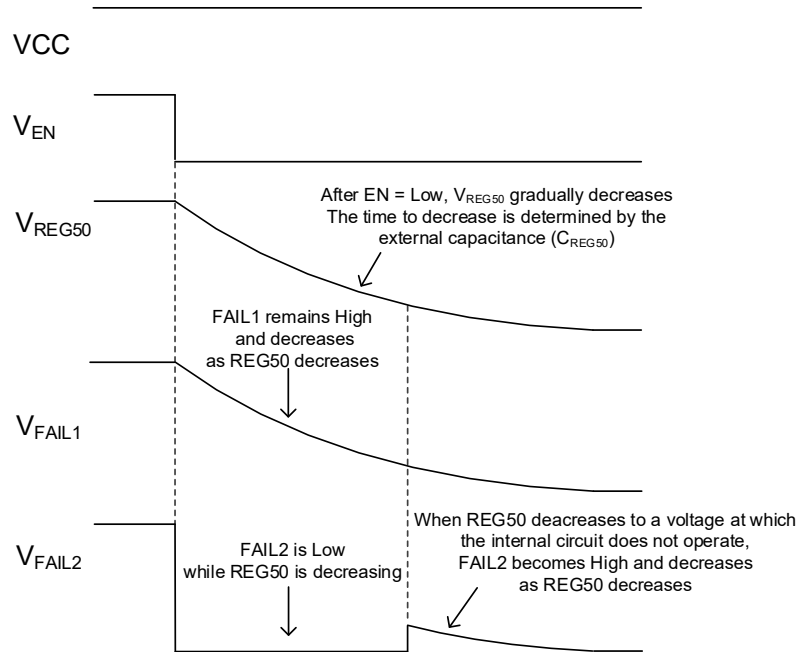 VCC
VEN
After EN = Low, VREG50 gradually decreases
The time to decrease is determined by the
external capacitance (CREG50)
VREG50
FAIL1 remains High
and decreases
as REG50 decreases
VFAIL1
When REG50 deacreases to a voltage at which
the internal circuit does not operate,
FAIL2 becomes High and decreases
as REG50 decreases
VFAIL2
FAIL2 is Low
while REG50 is decreasing